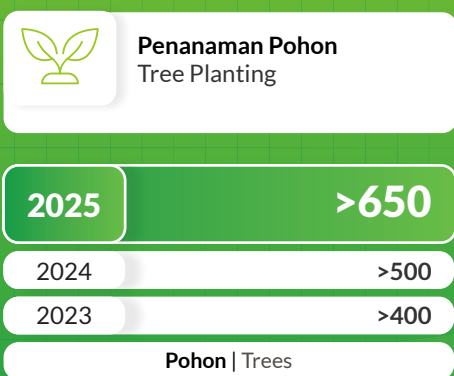 Penanaman Pohon
Tree Planting
2025 >650
2024 >500
2023 >400
Pohon | Trees